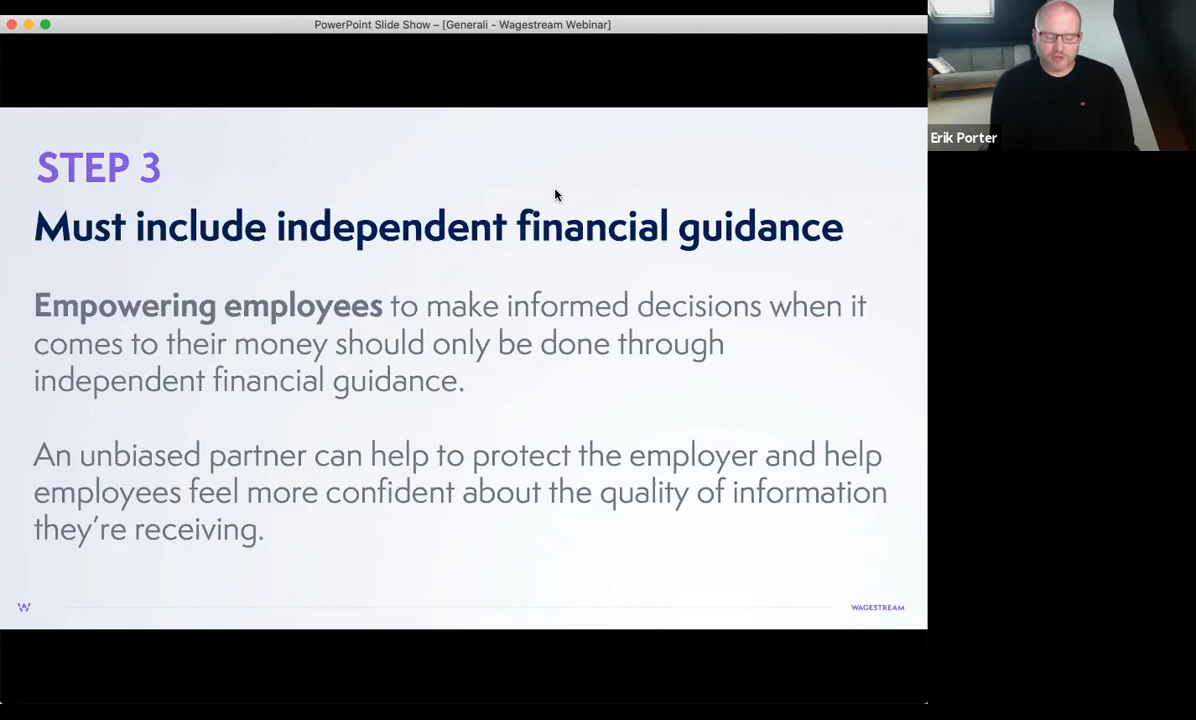 PowerPoint Slide Show – [Generali - Wagestream Webinar]
Erik Porter
STEP 3
Must include independent financial guidance
Empowering employees to make informed decisions when it
comes to their money should only be done through
independent financial guidance.
An unbiased partner can help to protect the employer and help
employees feel more confident about the quality of information
they’re receiving.
W
WAGESTREAM